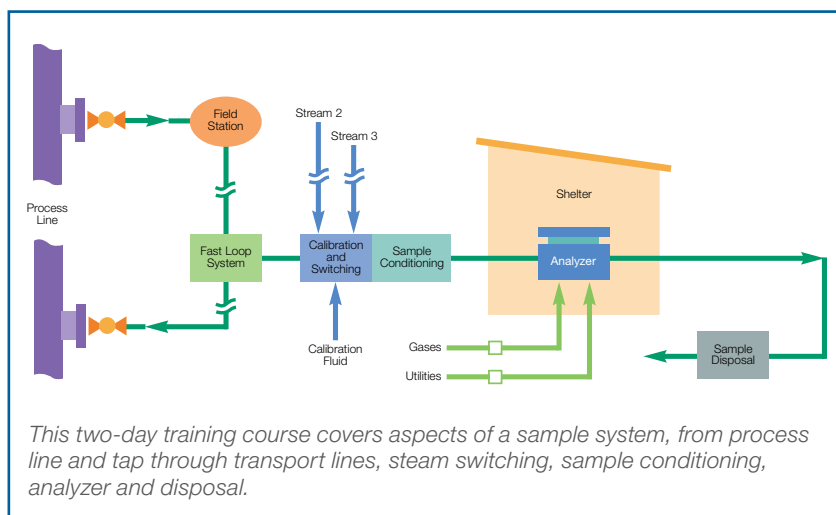 Process
Line
Field
Station
Stream 2
Stream 3
Fast Loop
System
Calibration
and
Switching
Sample
Conditioning
Calibration
Fluid
Shelter
Analyzer
Gases
Utilities
Sample
Disposal
This two-day training course covers aspects of a sample system, from process
line and tap through transport lines, steam switching, sample conditioning,
analyzer and disposal.